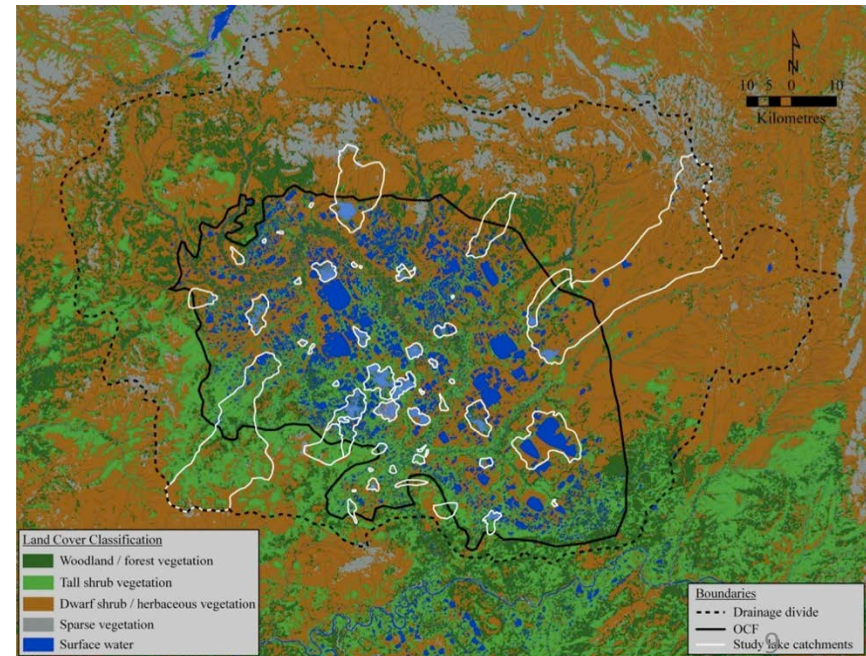 N
10 5 0 10
Kilometres
Land Cover Classification
Woodland / forest vegetation
Tall shrub vegetation
Dwarf shrub / herbaceous vegetation
Sparse vegetation
Surface water
Boundaries
Drainage divide
OCF
Study lake catchments
9